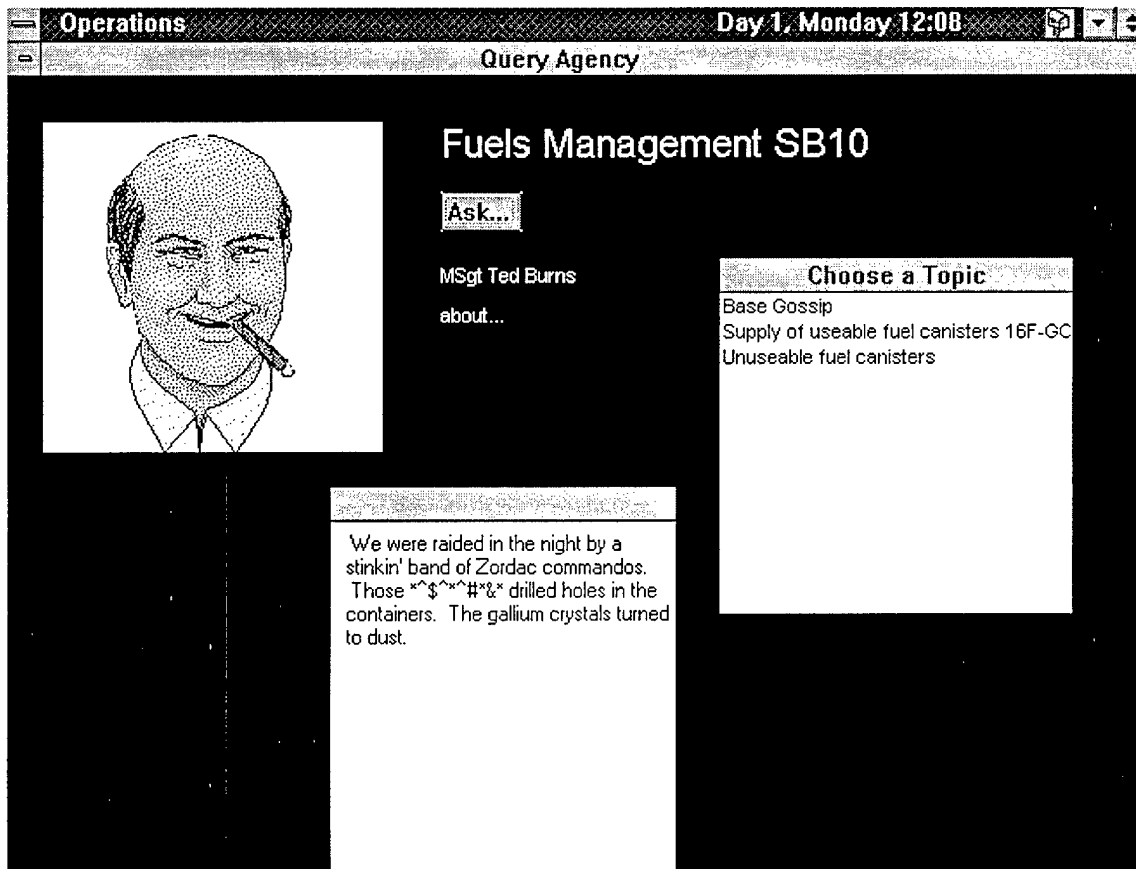 Operations Day 1, Monday 12:08
Query Agency
Fuels Management SB10
Ask...
MSgt Ted Burns
about...
Choose a Topic
Base Gossip
Supply of useable fuel canisters 16F-GC
Unuseable fuel canisters
We were raided in the night by a
stinkin' band of Zordac commandos.
Those *^$^*^#*&* drilled holes in the
containers. The gallium crystals turned
to dust.